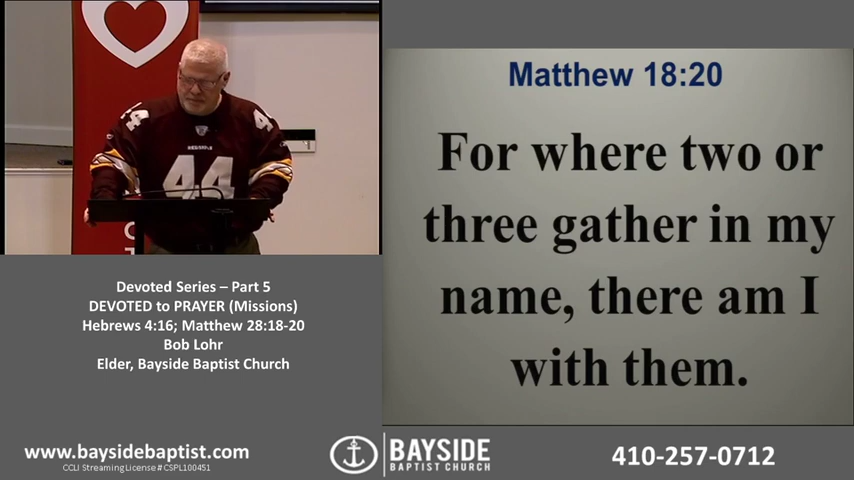 44
44
REDSKINS
44
Matthew 18:20
For where two or
three gather in my
name, there am I
with them.
Devoted Series – Part 5
DEVOTED to PRAYER (Missions)
Hebrews 4:16; Matthew 28:18-20
Bob Lohr
Elder, Bayside Baptist Church
www.baysidebaptist.com
CCLI Streaming License # CSPL100451
BAYSIDE
BAPTIST CHURCH
410-257-0712